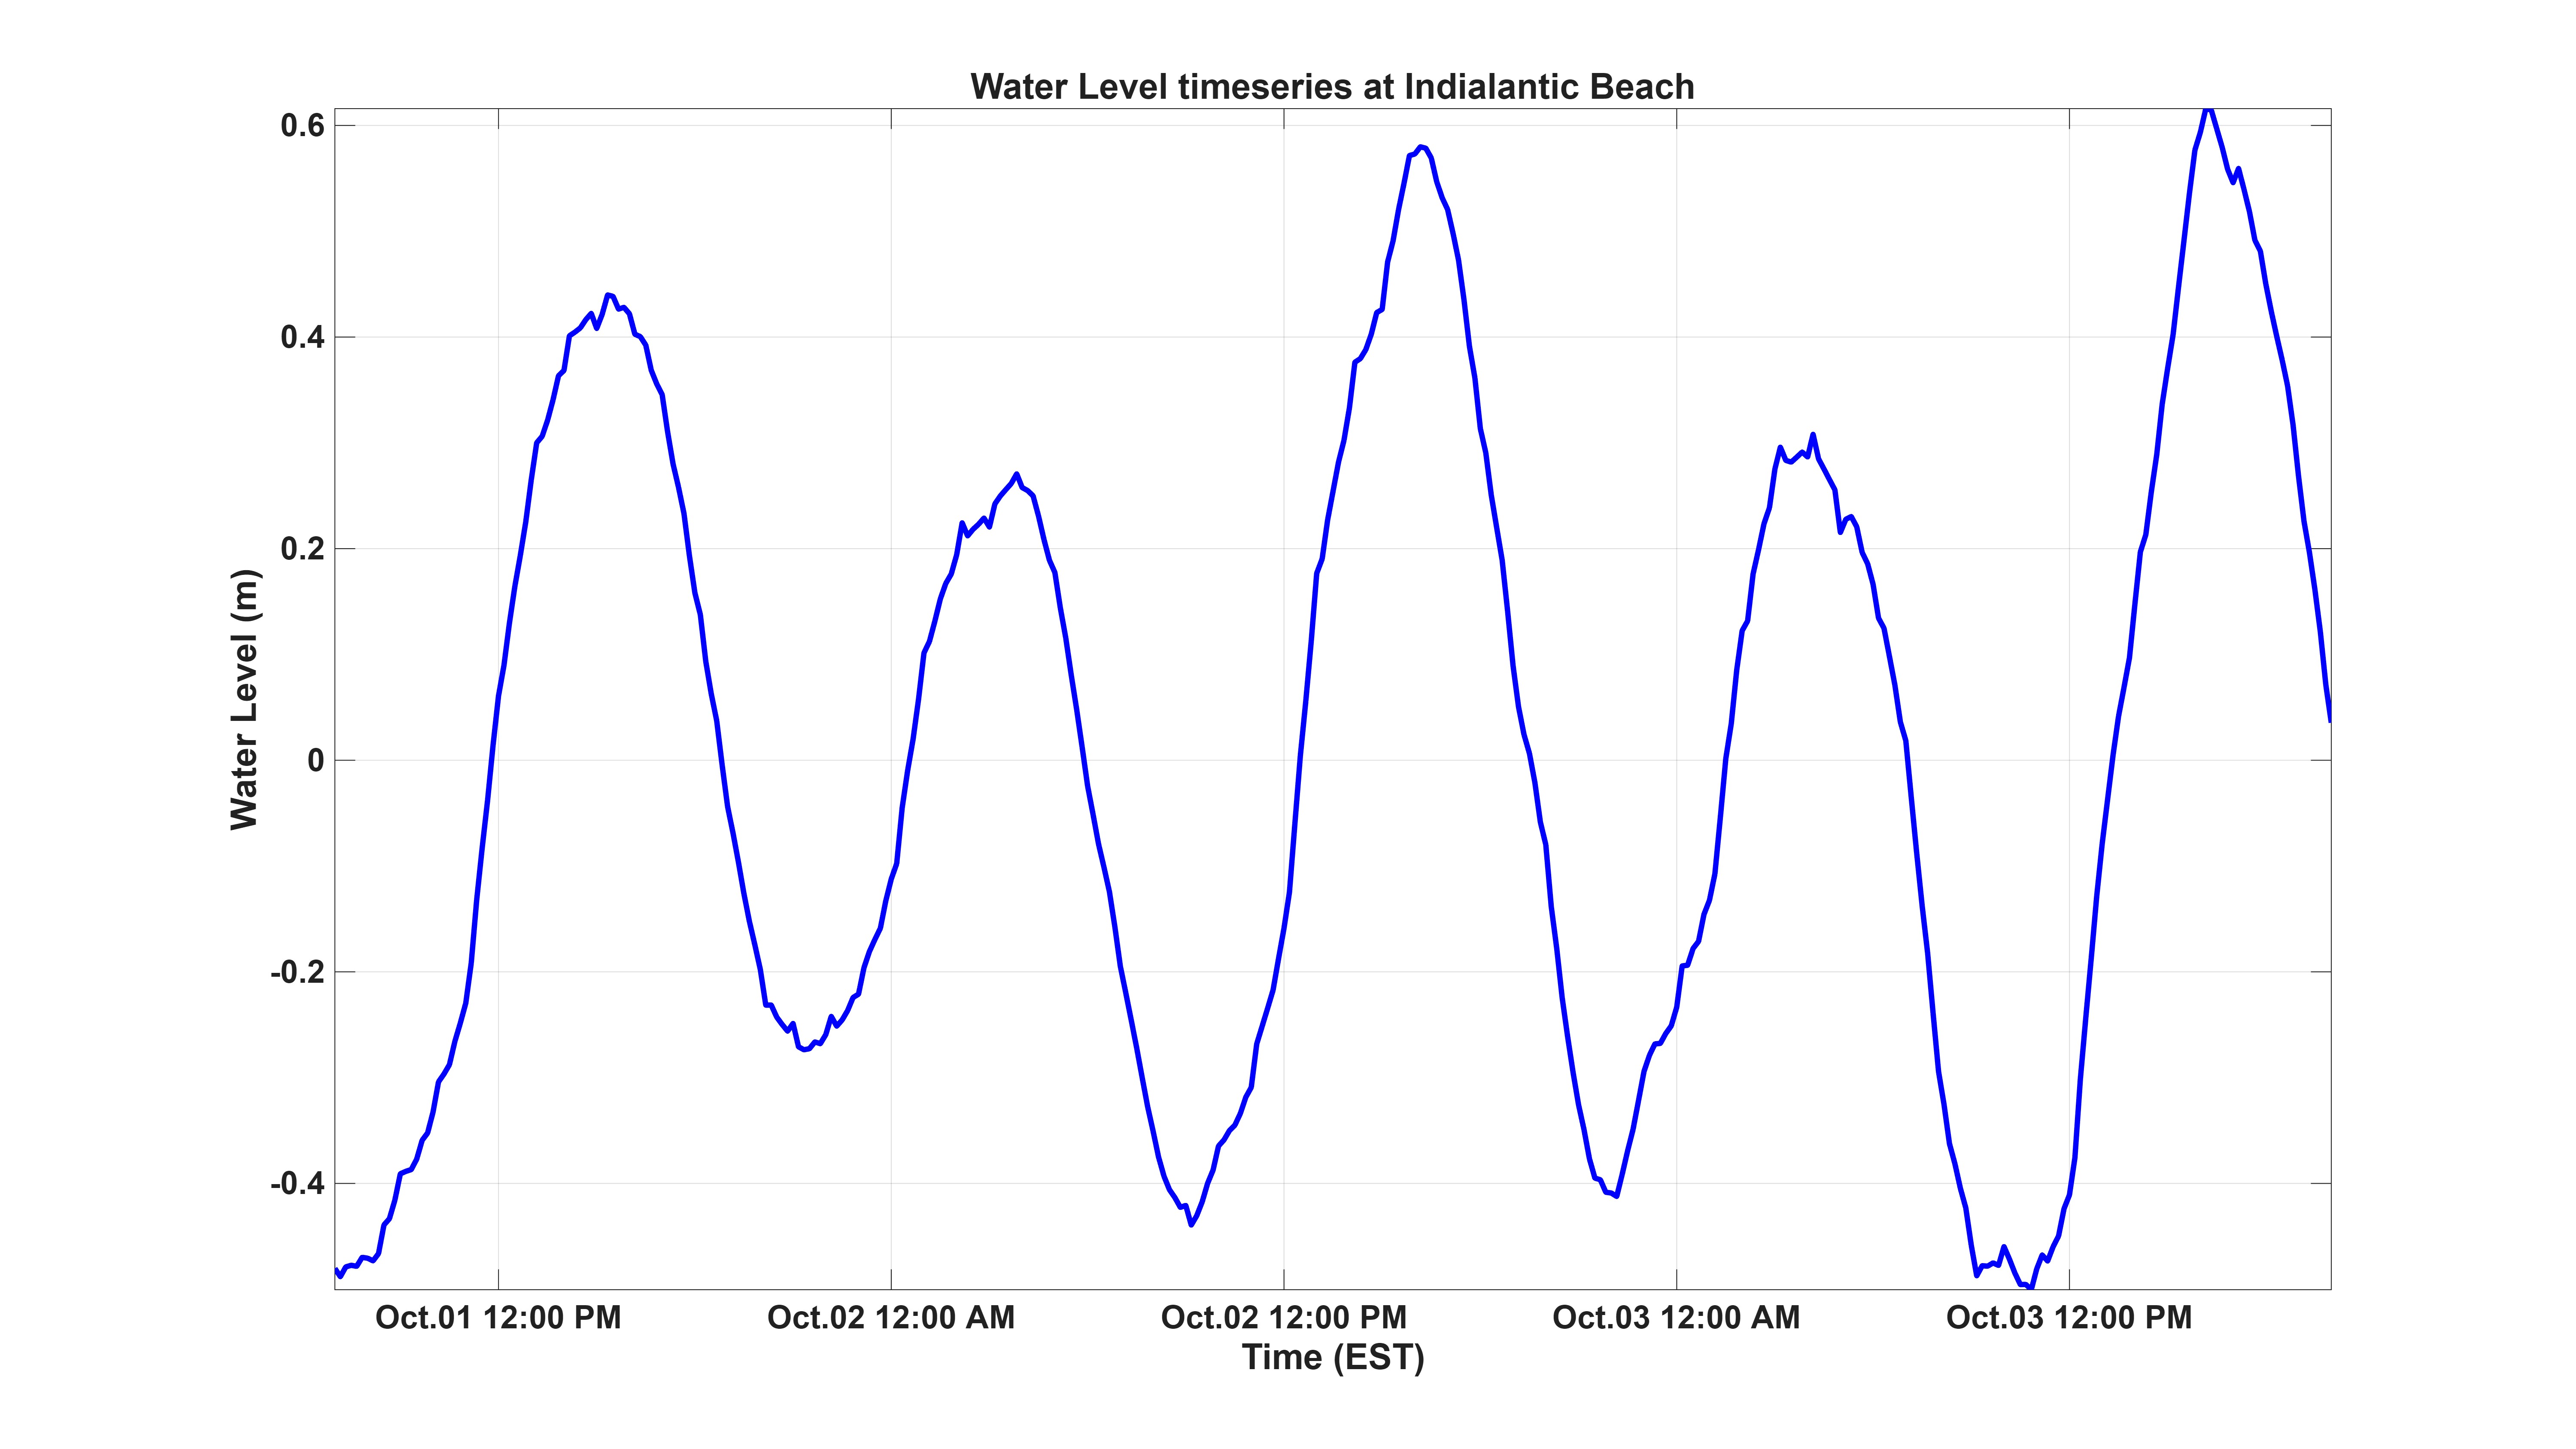 Water Level timeseries at Indialantic Beach
0.6
0.4
0.2
0
-0.2
-0.4
Water Level (m)
Oct.01 12:00 PM
Oct.02 12:00 AM
Oct.02 12:00 PM
Oct.03 12:00 AM
Oct.03 12:00 PM
Time (EST)